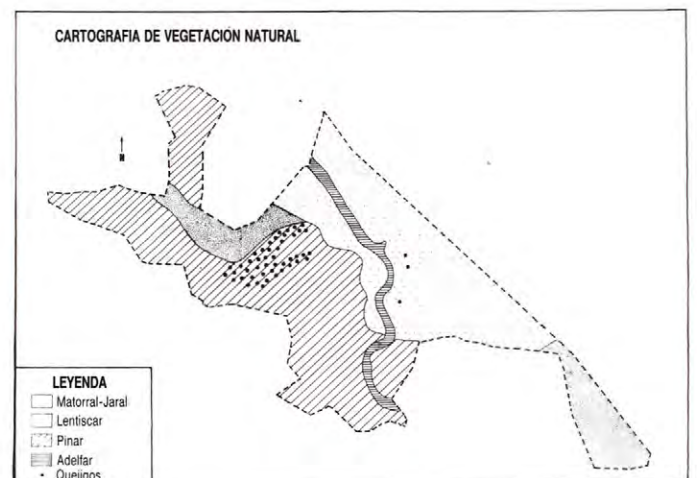 CARTOGRAFIA DE VEGETACIÓN NATURAL
N
LEYENDA
Matorral-Jaral
Lentiscar
Pinar
Adelfar
Quejigos